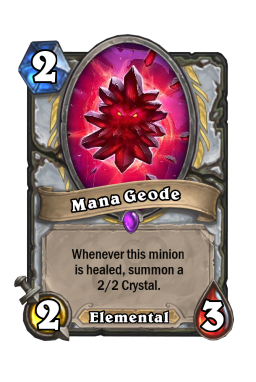 2
Mana Geode
Whenever this minion
is healed, summon a
2/2 Crystal.
2
Elemental
3